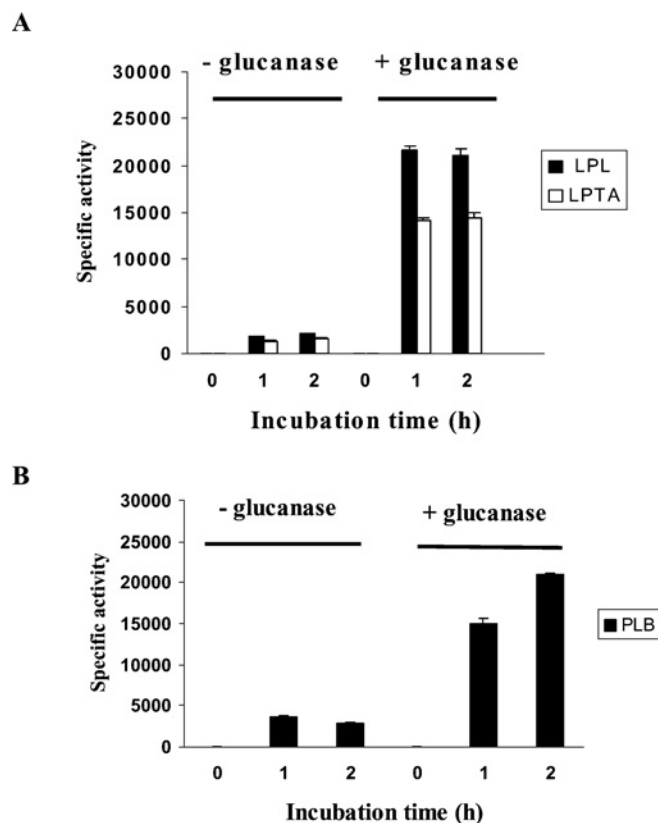 A
- glucanase + glucanase
30000
25000
20000
15000
10000
5000
0
Specific activity
LPL
LPTA
0 1 2 0 1 2
Incubation time (h)
B
- glucanase + glucanase
30000
25000
20000
15000
10000
5000
0
Specific activity
PLB
0 1 2 0 1 2
Incubation time (h)